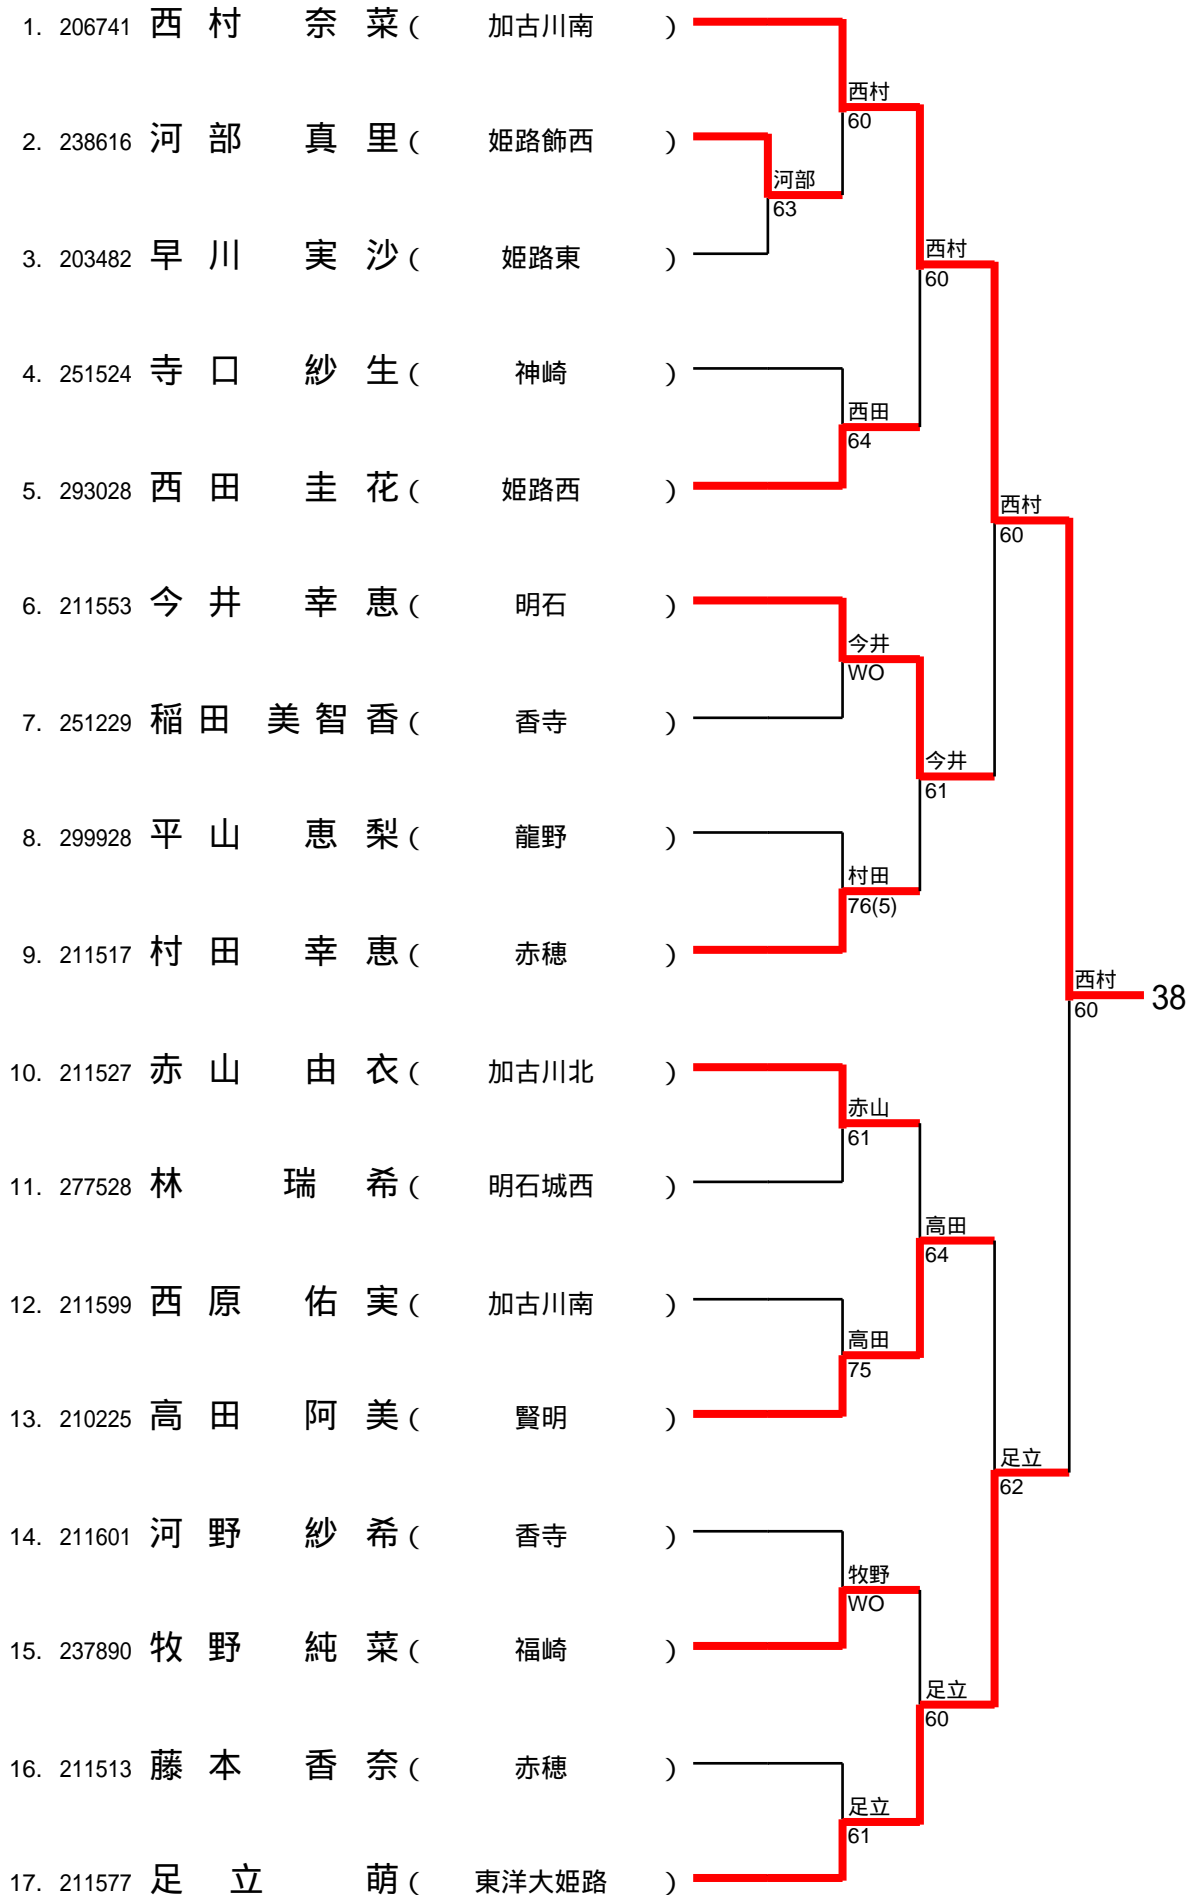 1. 206741 西村 奈菜 ( 加古川南 )
西村
60
2. 238616 河部 真里 ( 姫路飾西 )
河部
63
3. 203482 早川 実沙 ( 姫路東 )
西村
60
4. 251524 寺口 紗生 ( 神崎 )
西田
64
5. 293028 西田 圭花 ( 姫路西 )
西村
60
6. 211553 今井 幸恵 ( 明石 )
今井
WO
7. 251229 稲田 美智香 ( 香寺 )
今井
61
8. 299928 平山 恵梨 ( 龍野 )
村田
76(5)
9. 211517 村田 幸恵 ( 赤穂 )
西村
60
38
10. 211527 赤山 由衣 ( 加古川北 )
赤山
61
11. 277528 林 瑞希 ( 明石城西 )
高田
64
12. 211599 西原 佑実 ( 加古川南 )
高田
75
13. 210225 高田 阿美 ( 賢明 )
足立
62
14. 211601 河野 紗希 ( 香寺 )
牧野
WO
15. 237890 牧野 純菜 ( 福崎 )
足立
60
16. 211513 藤本 香奈 ( 赤穂 )
足立
61
17. 211577 足立 萌 ( 東洋大姫路 )